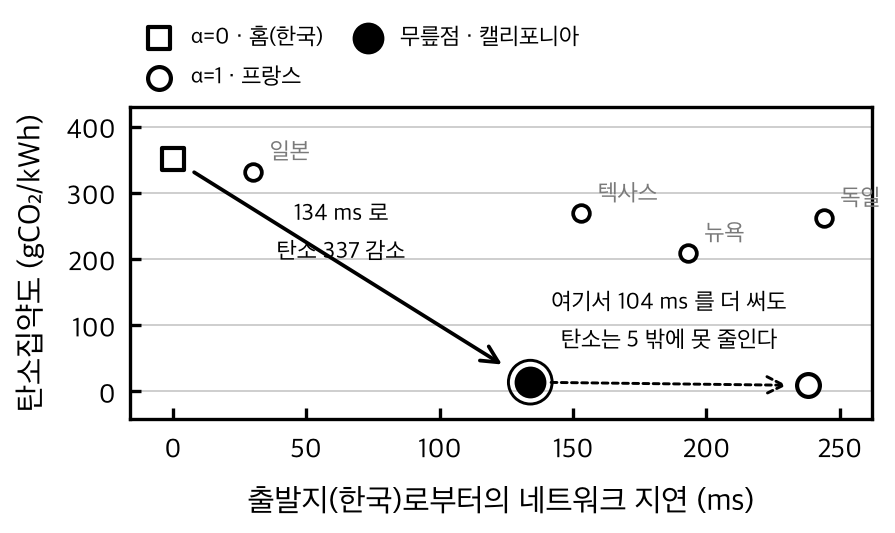 α=0 · 홈(한국)
무릎점 · 캘리포니아
α=1 · 프랑스
탄소집약도 (gCO₂/kWh)
400
300
200
100
0
일본
텍사스
독일
뉴욕
134 ms 로
탄소 337 감소
여기서 104 ms 를 더 써도
탄소는 5 밖에 못 줄인다
0
50
100
150
200
250
출발지(한국)로부터의 네트워크 지연 (ms)